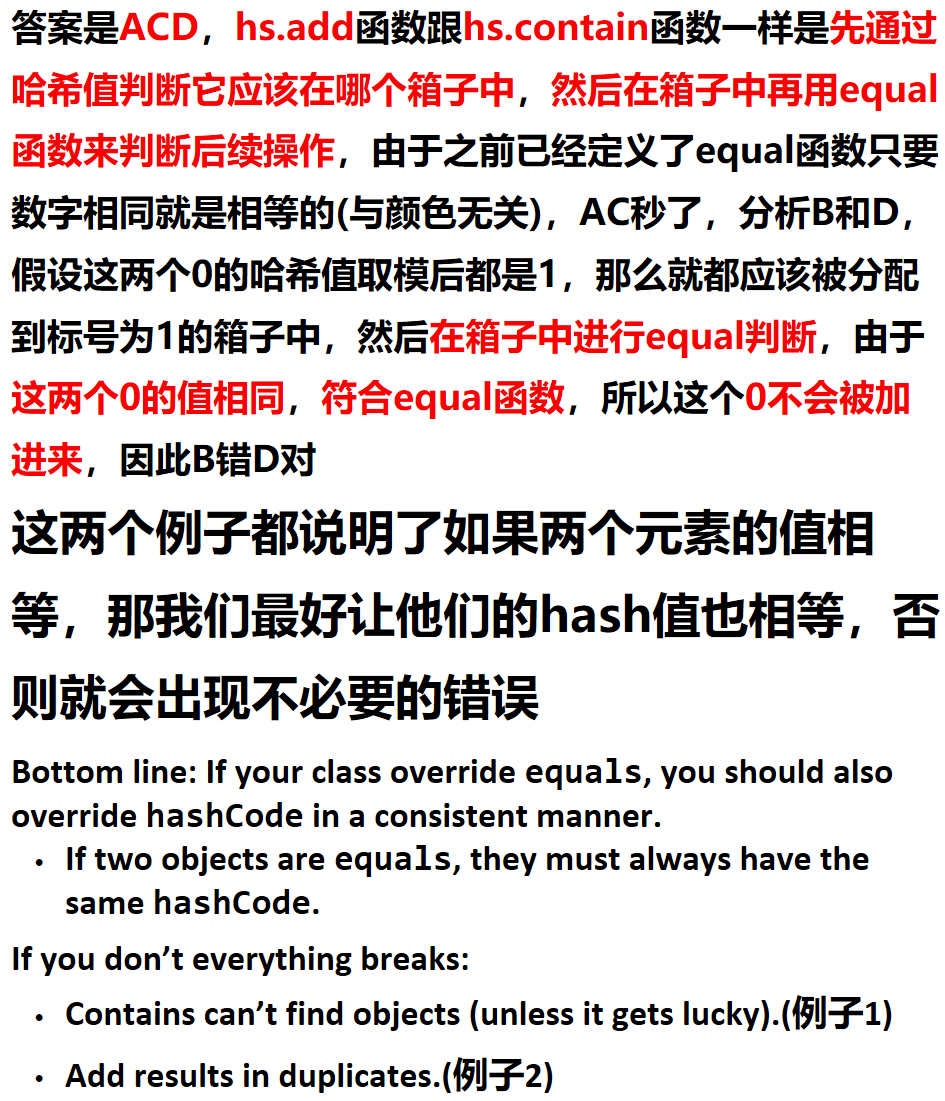 答案是ACD，hs.add函数跟hs.contain函数一样是先通过
哈希值判断它应该在哪个箱子中，然后在箱子中再用equal
函数来判断后续操作，由于之前已经定义了equal函数只要
数字相同就是相等的(与颜色无关)，AC秒了，分析B和D，
假设这两个0的哈希值取模后都是1，那么就都应该被分配
到标号为1的箱子中，然后在箱子中进行equal判断，由于
这两个0的值相同，符合equal函数，所以这个0不会被加
进来，因此B错D对
这两个例子都说明了如果两个元素的值相
等，那我们最好让他们的hash值也相等，否
则就会出现不必要的错误
Bottom line: If your class override equals, you should also
override hashCode in a consistent manner.
• If two objects are equals, they must always have the
same hashCode.
If you don’t everything breaks:
• Contains can’t find objects (unless it gets lucky).(例子1)
• Add results in duplicates.(例子2)